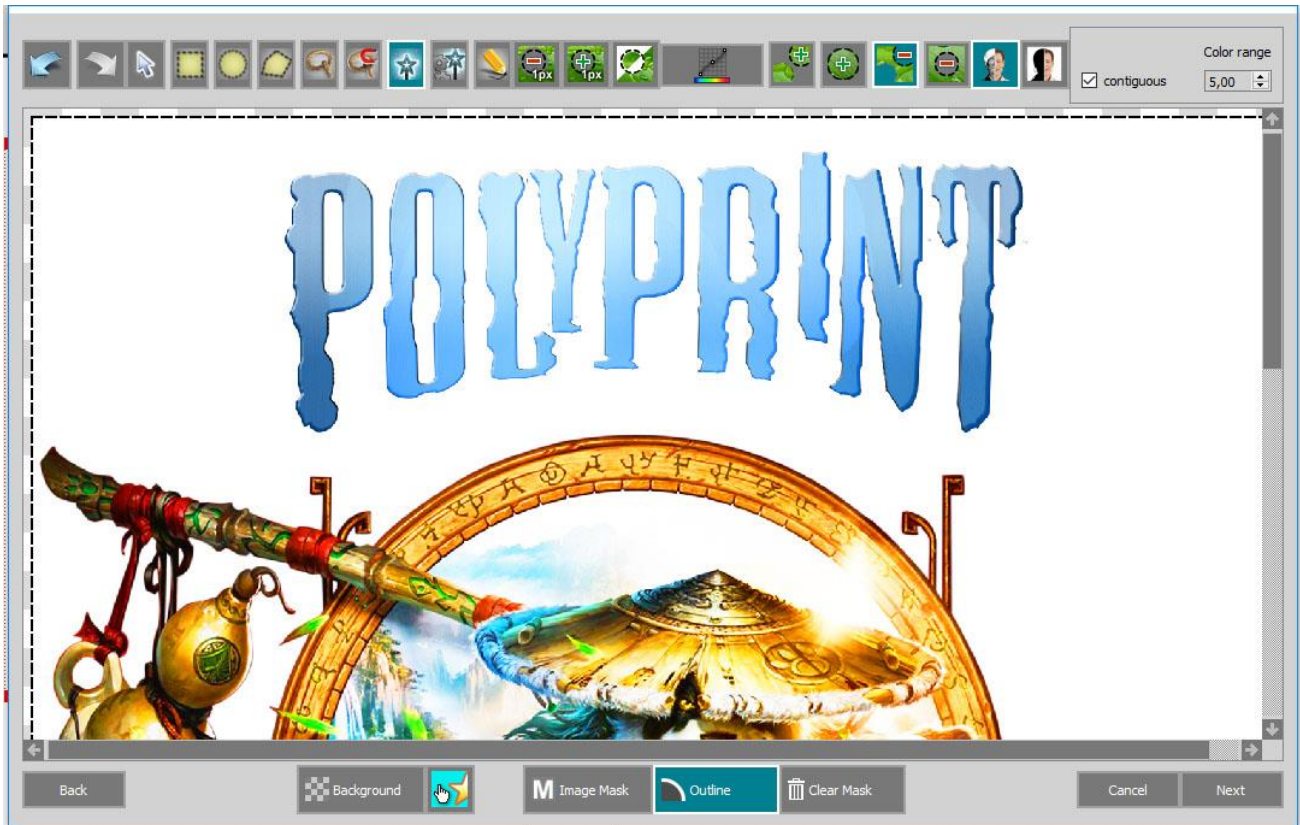 1px
1px
Color range
contiguous
5,00
POLYPRINT
Back
Background
M Image Mask
Outline
Clear Mask
Cancel
Next